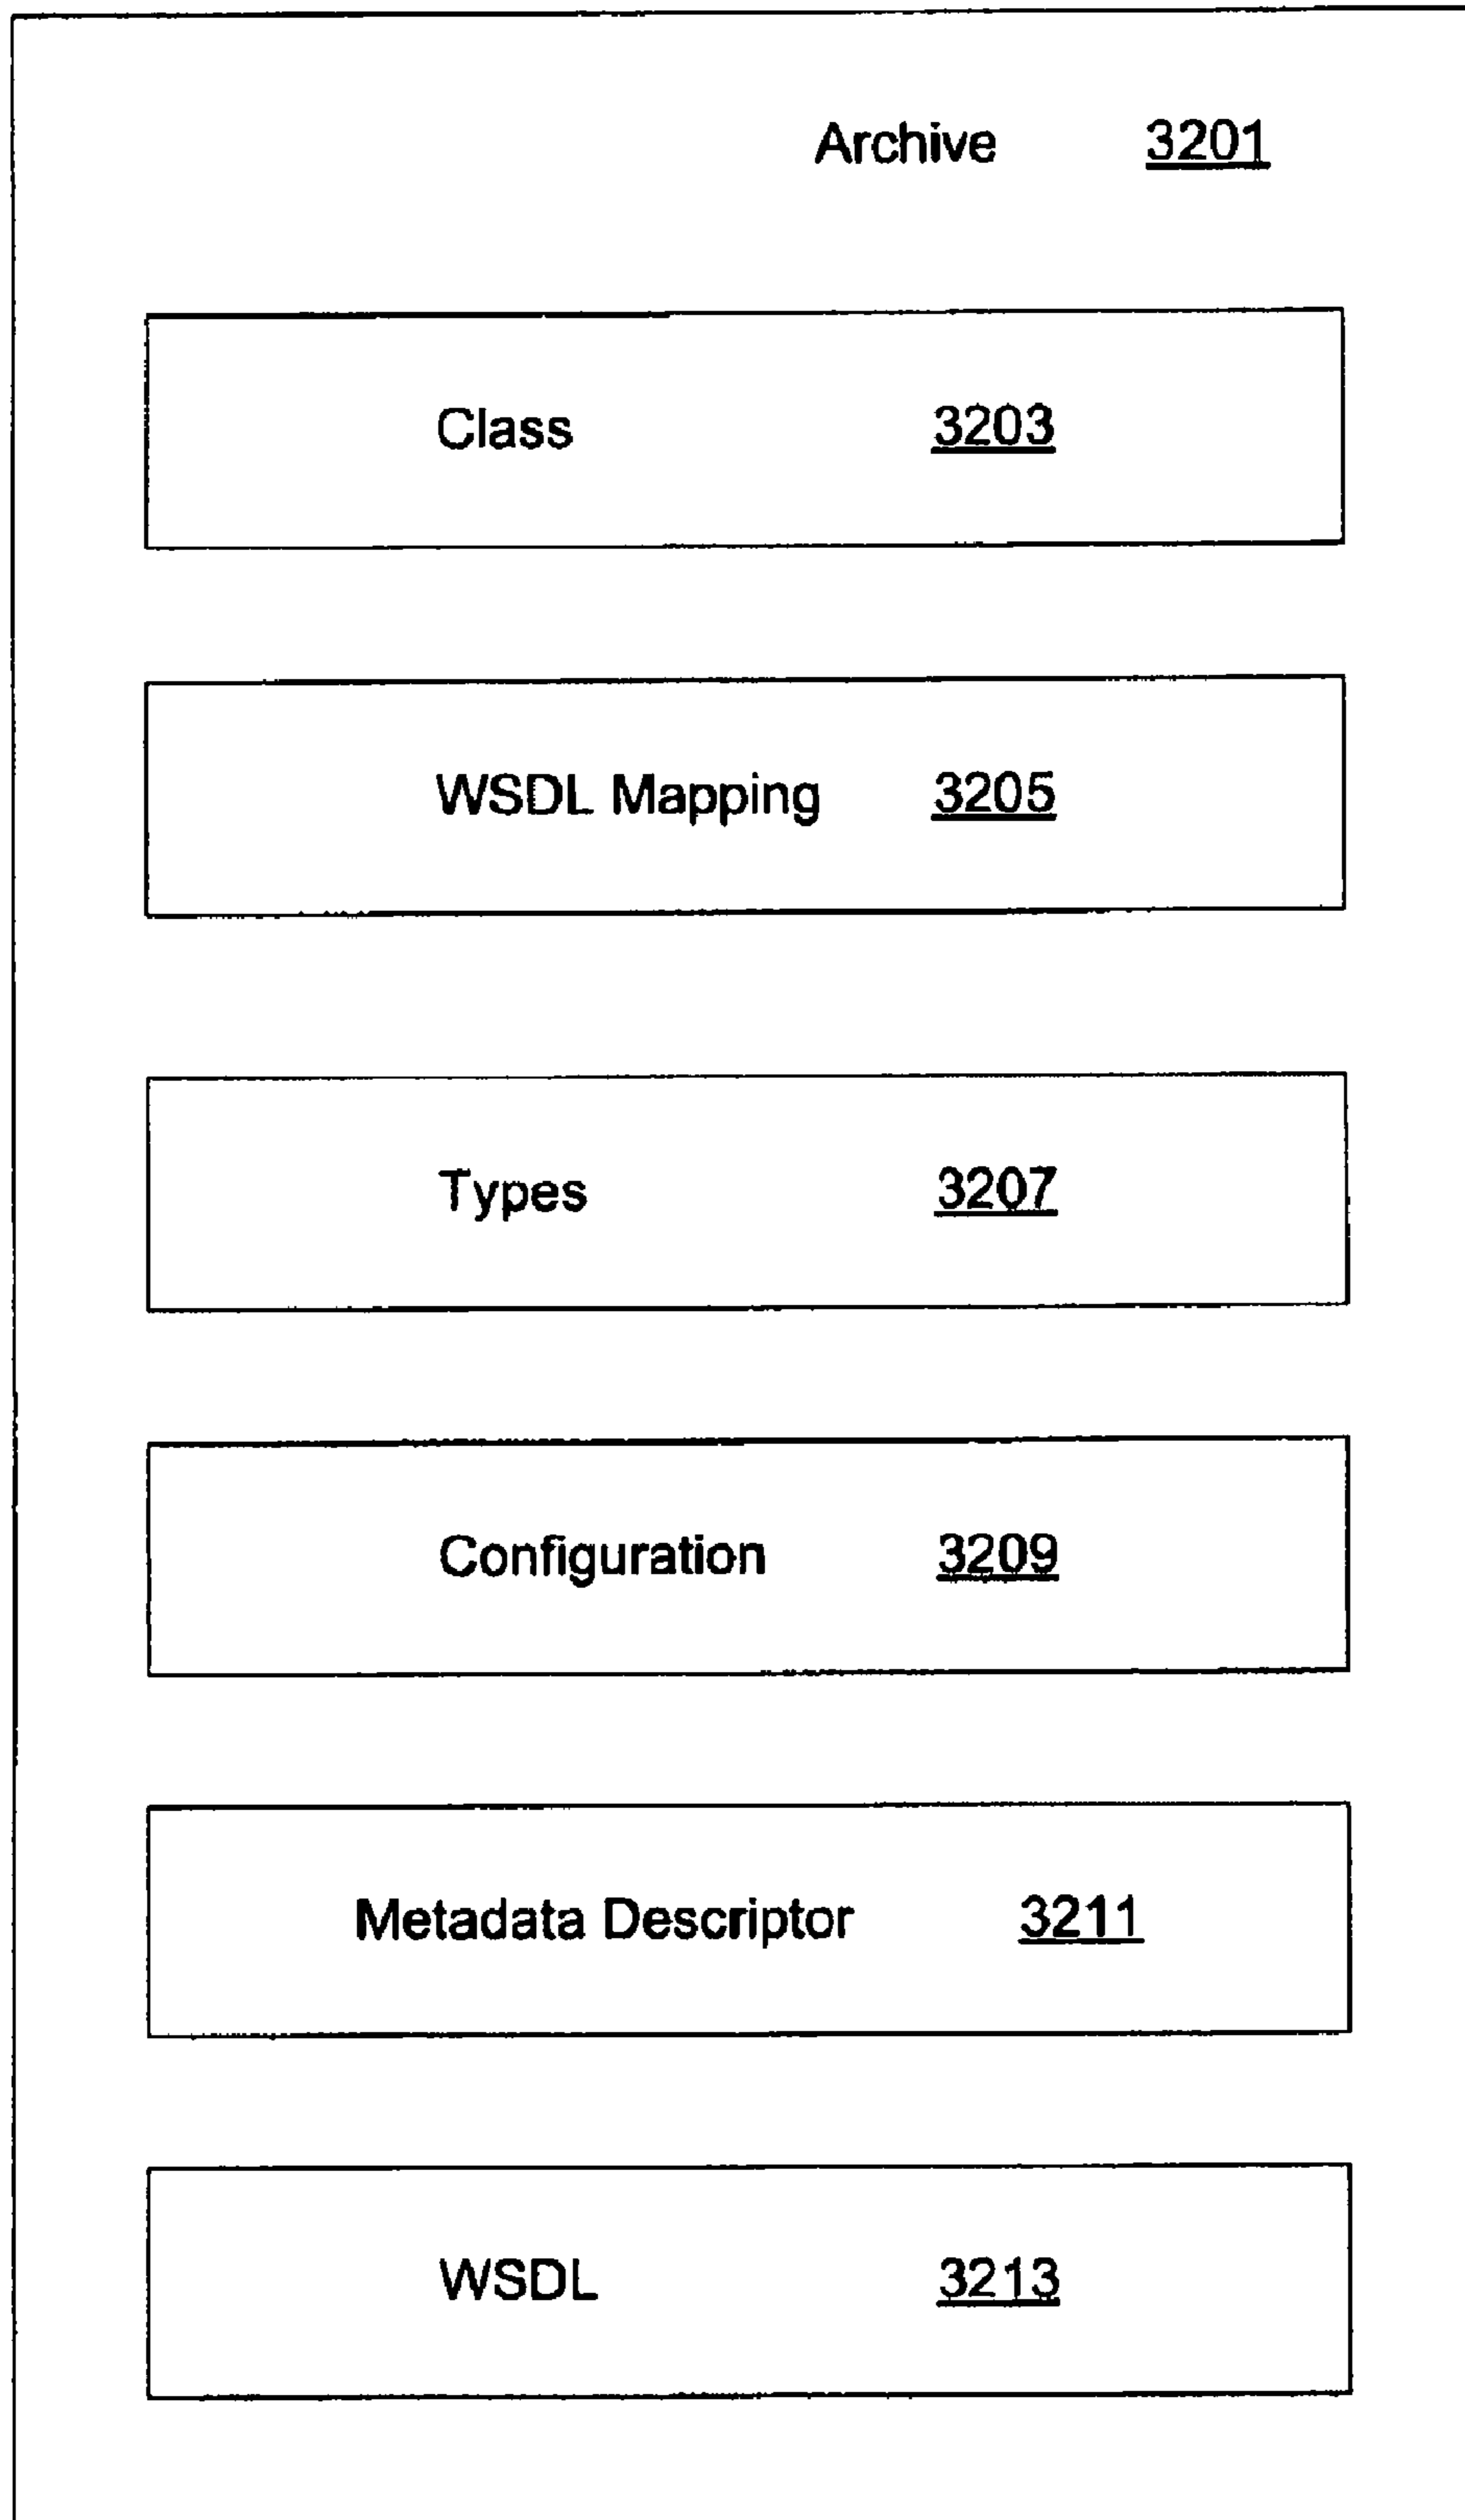 Archive 3201
Class 3203
WSDL Mapping 3205
Types 3207
Configuration 3209
Metadata Descriptor 3211
WSDL 3213